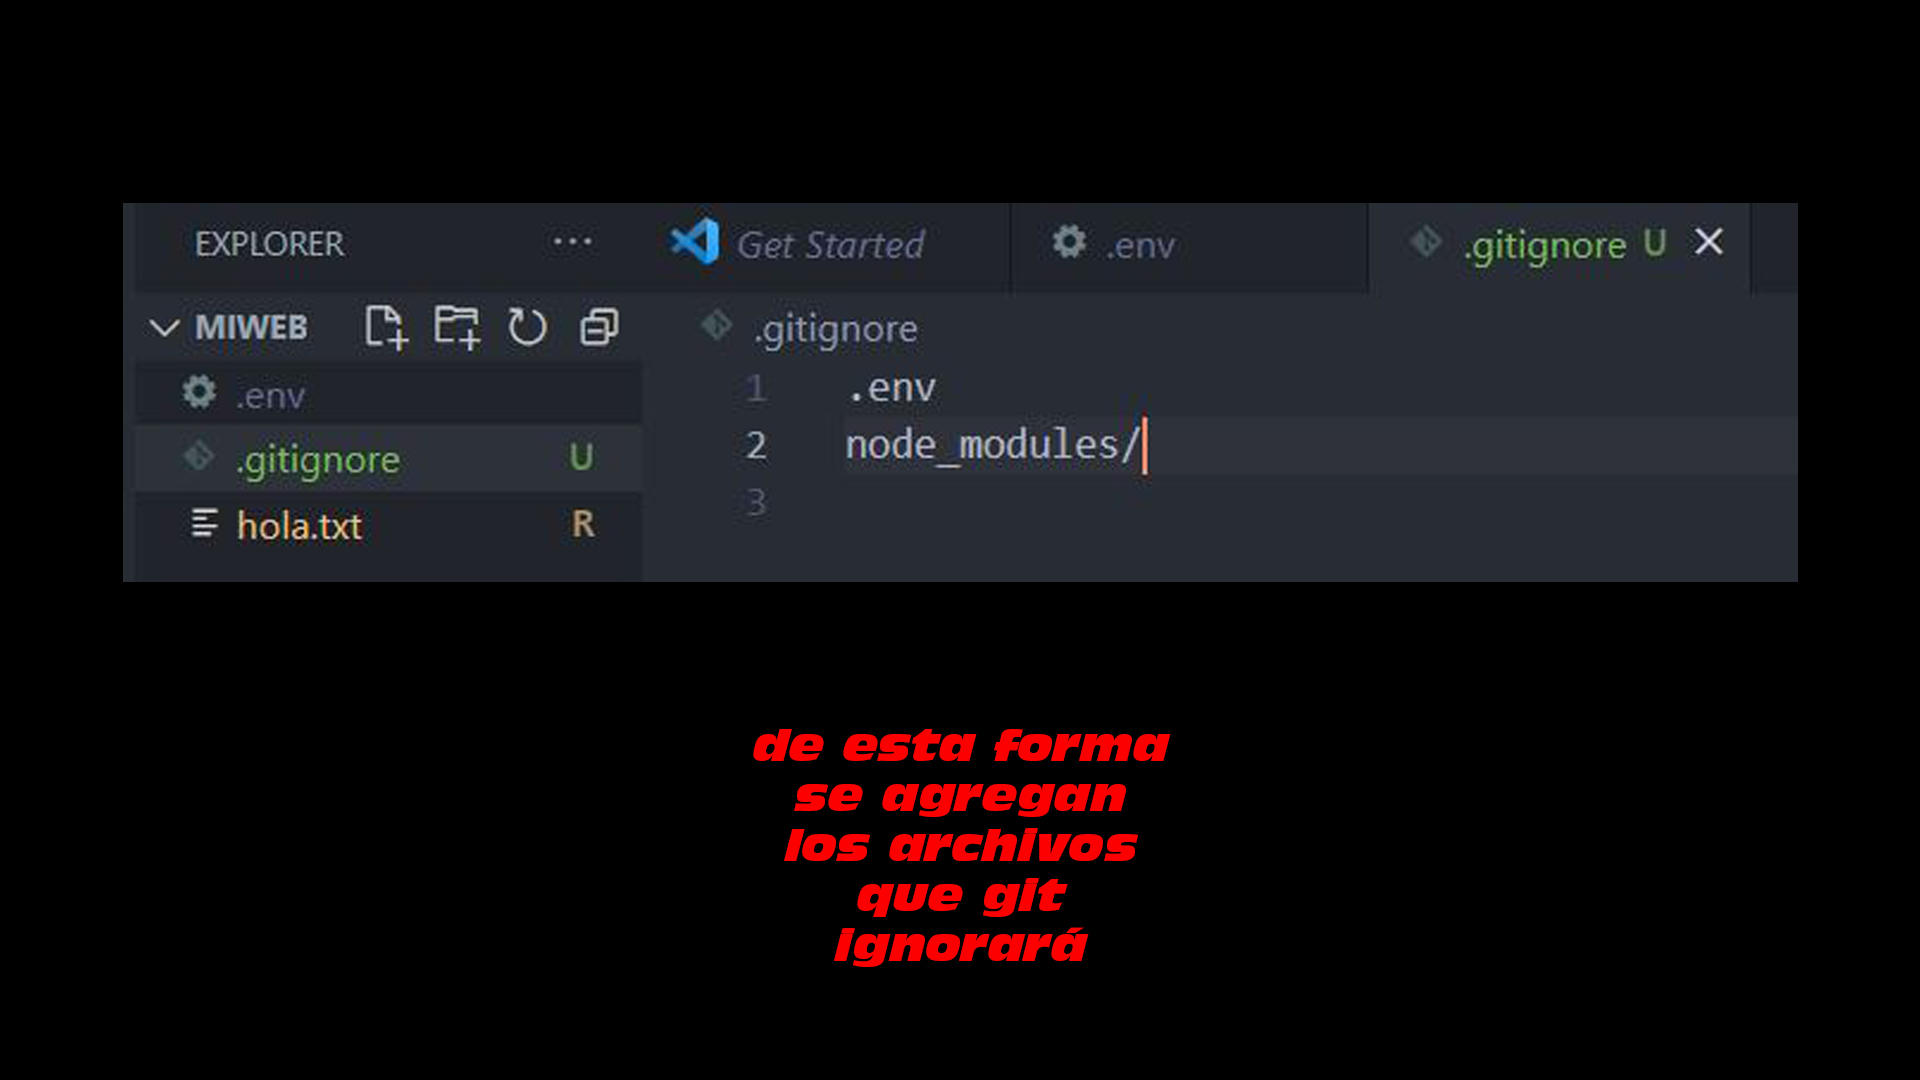 EXPLORER ··· Get Started .env .gitignore U
MIWEB
.env
.gitignore U
hola.txt R
.gitignore
1 .env
2 node_modules/
3
de esta forma
se agregan
los archivos
que git
ignorará